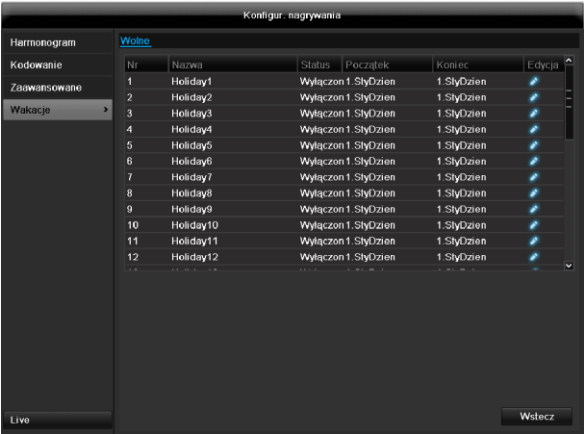 Konfigur. nagrywania
Harmonogram
Kodowanie
Zaawansowane
Wakacje
Wolne
Nr Nazwa Status Początek Koniec Edycja
1 Holiday1 Wyłączon 1.StyDzien 1.StyDzien
2 Holiday2 Wyłączon 1.StyDzien 1.StyDzien
3 Holiday3 Wyłączon 1.StyDzien 1.StyDzien
4 Holiday4 Wyłączon 1.StyDzien 1.StyDzien
5 Holiday5 Wyłączon 1.StyDzien 1.StyDzien
6 Holiday6 Wyłączon 1.StyDzien 1.StyDzien
7 Holiday7 Wyłączon 1.StyDzien 1.StyDzien
8 Holiday8 Wyłączon 1.StyDzien 1.StyDzien
9 Holiday9 Wyłączon 1.StyDzien 1.StyDzien
10 Holiday10 Wyłączon 1.StyDzien 1.StyDzien
11 Holiday11 Wyłączon 1.StyDzien 1.StyDzien
12 Holiday12 Wyłączon 1.StyDzien 1.StyDzien
Live
Wstecz